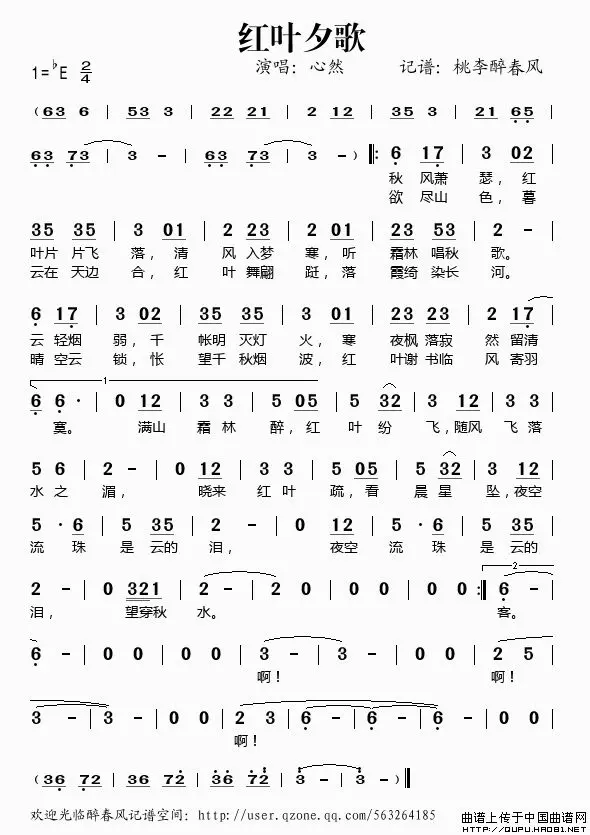 红叶夕歌
1=♭E 2/4 演唱：心然 记谱：桃李醉春风
( 63 6 | 53 3 | 22 21 | 12 12 | 35 3 | 21 65
63 73 | 3 - | 63 73 | 3 - ) ‖: 6 17 | 3 02
秋 风萧 瑟，红
欲 尽山 色，暮
35 35 | 3 01 | 2 23 | 3 01 | 23 53 | 2 -
叶片 片飞 落，清 风 入梦 寒，听 霜林 唱秋 歌。
云在 天边 合，红 叶 舞翩 跹，落 霞绮 染长 河。
6 17 | 3 02 | 35 35 | 3 01 | 23 23 | 2 17
云 轻烟 弱，千 帐明 灭灯 火，寒 夜枫 落寂 然 留清
晴 空云 锁，怅 望千 秋烟 波，红 叶谢 书临 风 寄羽
1
6 6· | 0 12 | 3 3 | 5 05 | 5 32 | 3 35
寞。 满山 霜 林 醉，红 叶 纷 飞，随风 飞 落
5 6 | 2 - | 0 12 | 3 3 | 5 05 | 5 32 | 3 35
水 之 湄， 晓来 红 叶 疏，看 晨 星 坠，夜空
5 · 6 | 5 35 | 2 - | 0 12 | 5 · 6 | 5 35
流 珠 是 云的 泪， 夜空 流 珠 是 云的
2
2 - | 0 321 | 2 - | 2 0 | 0 0 | 0 0 :‖ 6 -
泪， 望穿秋 水。 客。
6 - | 0 0 | 0 0 | 3 - | 3 - | 0 0 | 0 0 | 2 5
啊！ 啊！
3 - | 3 - | 0 0 | 0 0 | 2 3 | 6 - | 6 - | 6 - | 0 0
啊！
( 36 72 | 36 72 | 36 72 | 63 22 | 3 - | 3 - ) ‖
欢迎光临醉春风记谱空间：http://user.qzone.qq.com/563264185
曲谱上传于中国曲谱网
http://QUPU.HAO81.NET